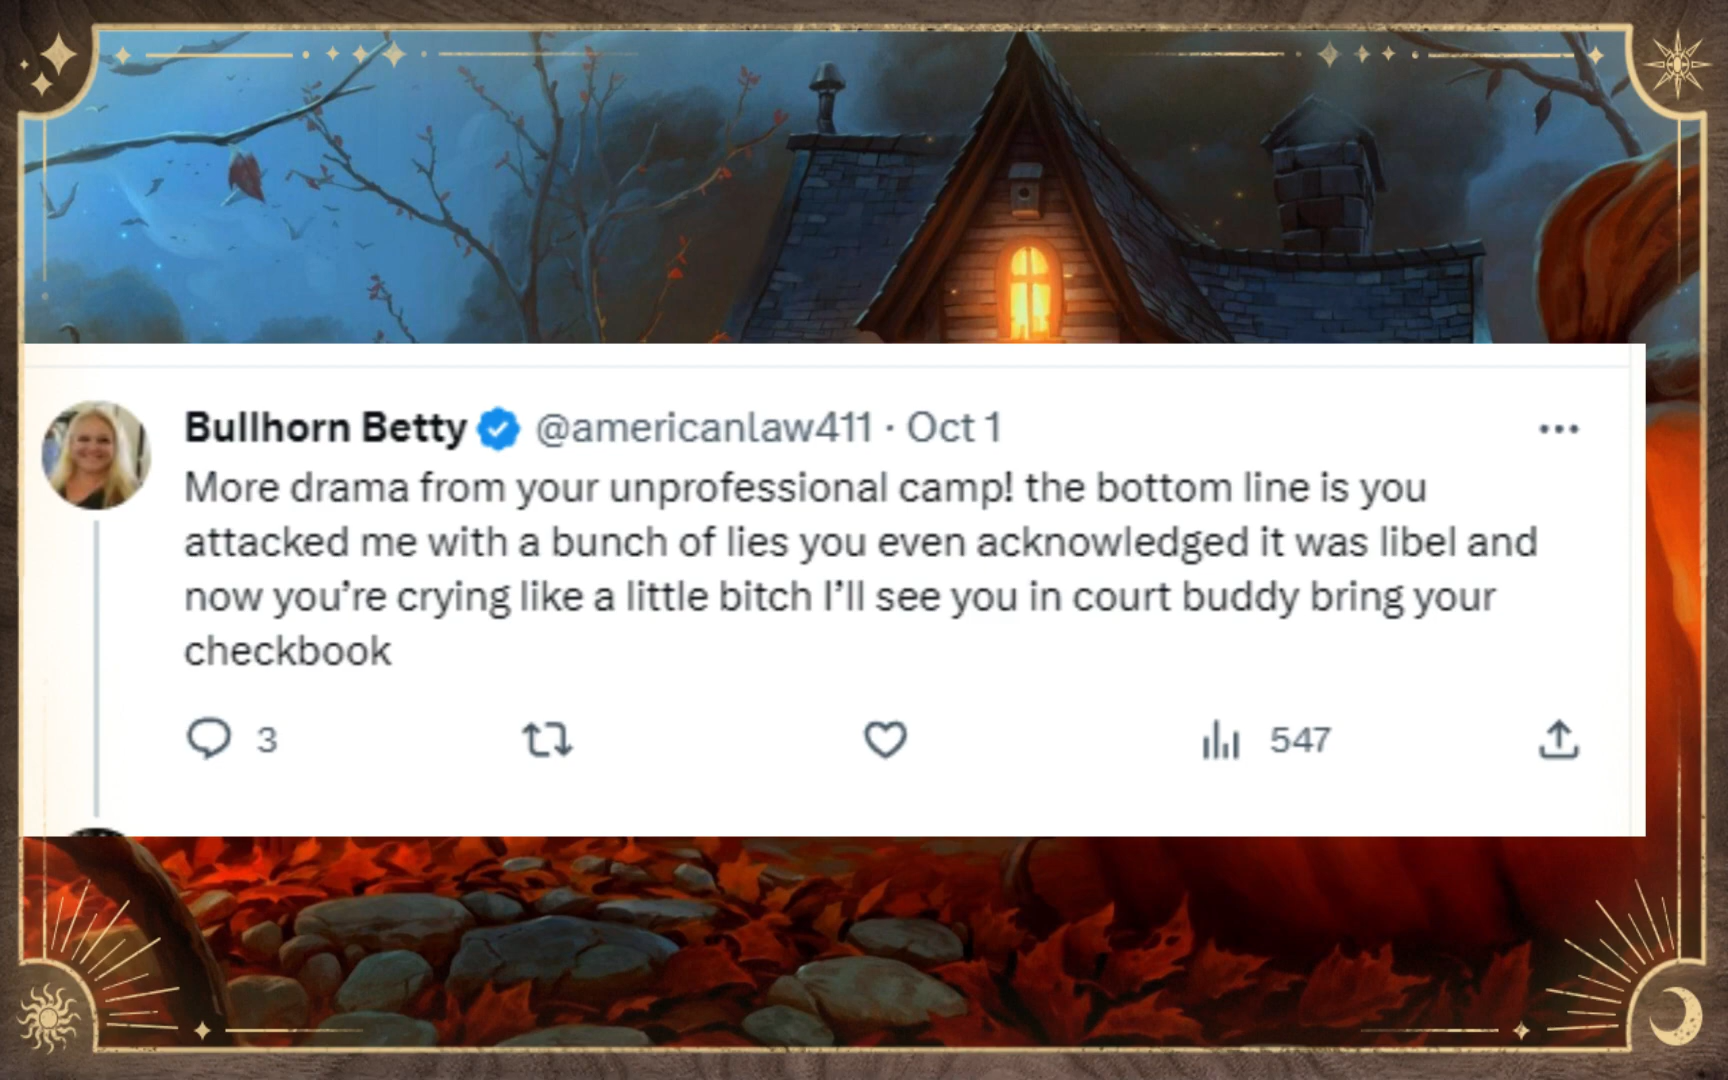 Bullhorn Betty @americanlaw411 · Oct 1
More drama from your unprofessional camp! the bottom line is you
attacked me with a bunch of lies you even acknowledged it was libel and
now you’re crying like a little bitch I’ll see you in court buddy bring your
checkbook
3 547